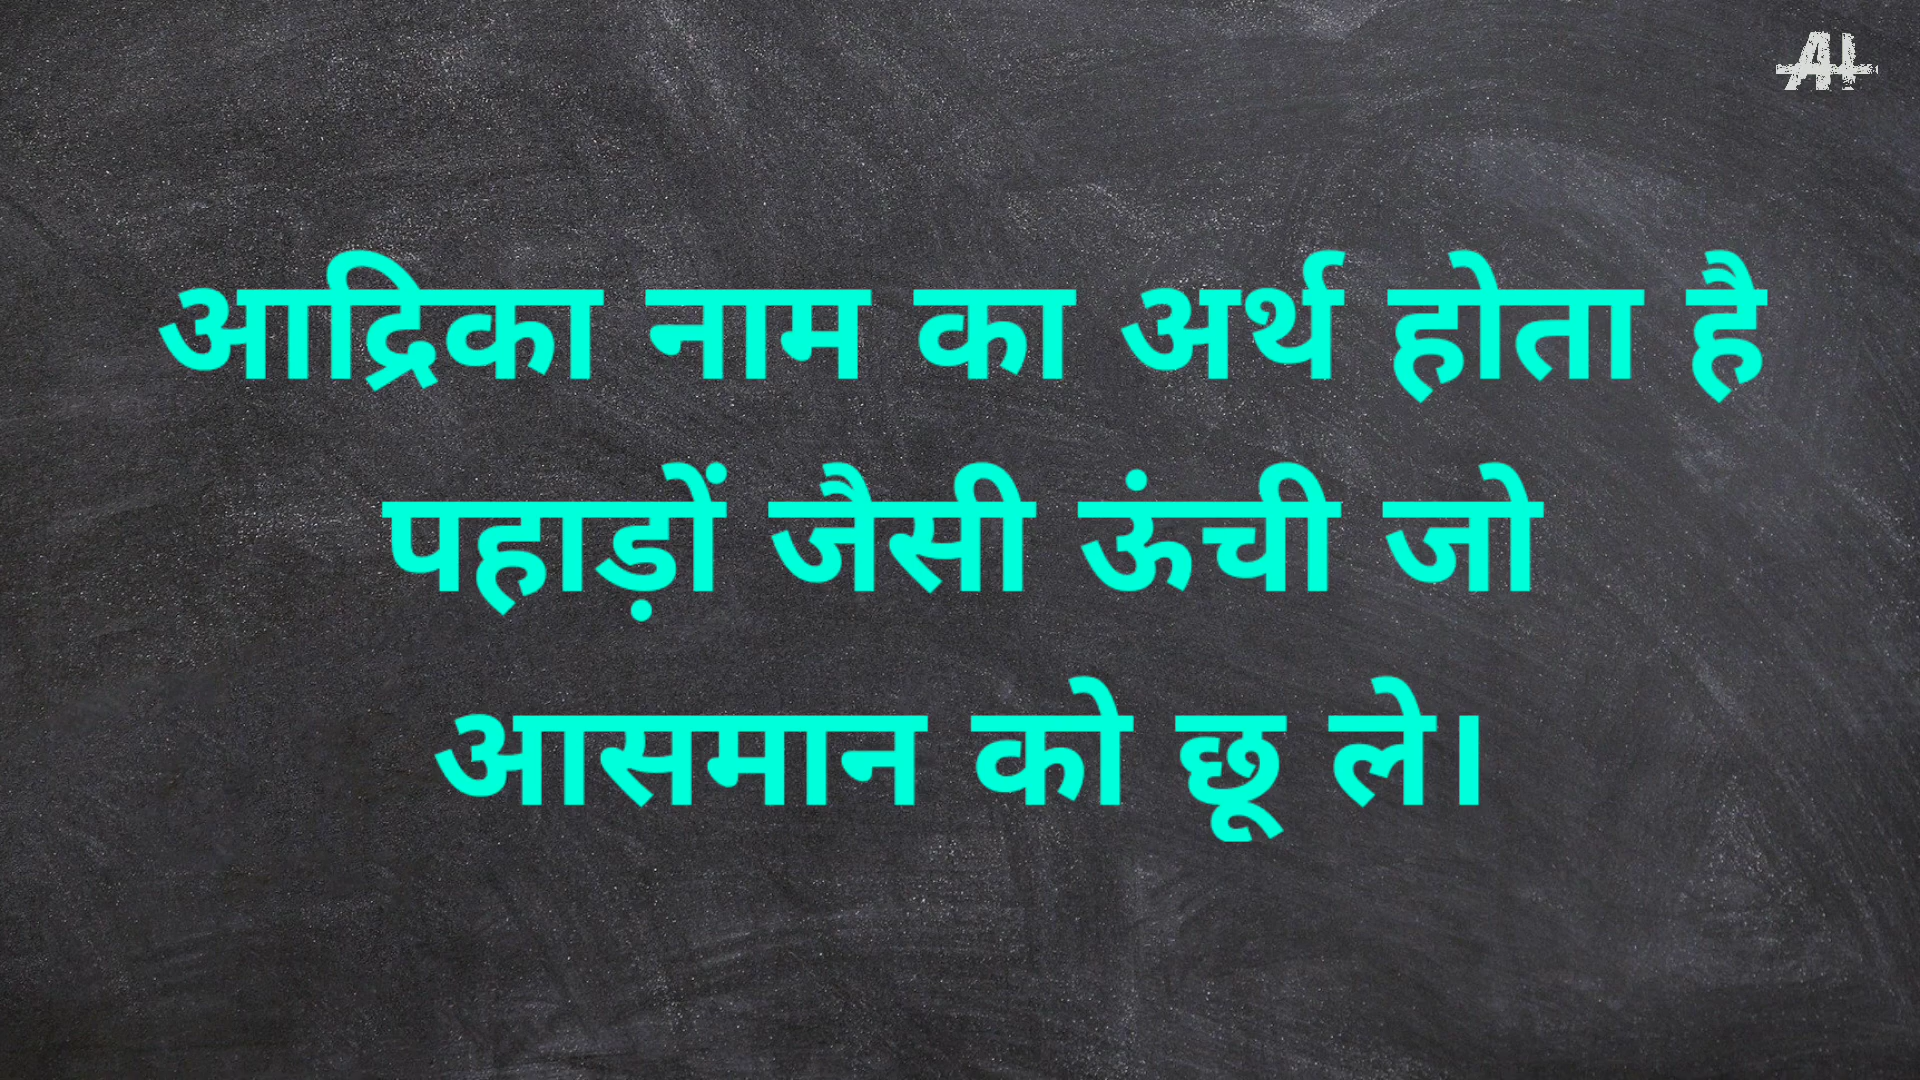 आद्रिका नाम का अर्थ होता है
पहाड़ों जैसी ऊंची जो
आसमान को छू ले।